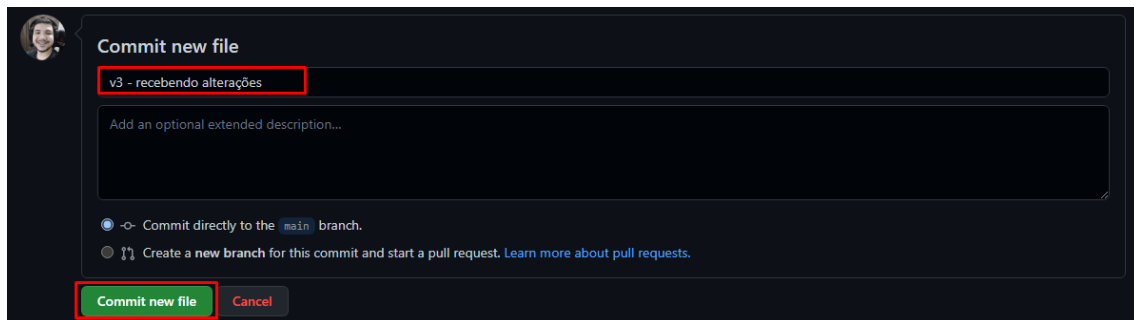 Commit new file
v3 - recebendo alterações
Add an optional extended description...
Commit directly to the main branch.
Create a new branch for this commit and start a pull request. Learn more about pull requests.
Commit new file Cancel